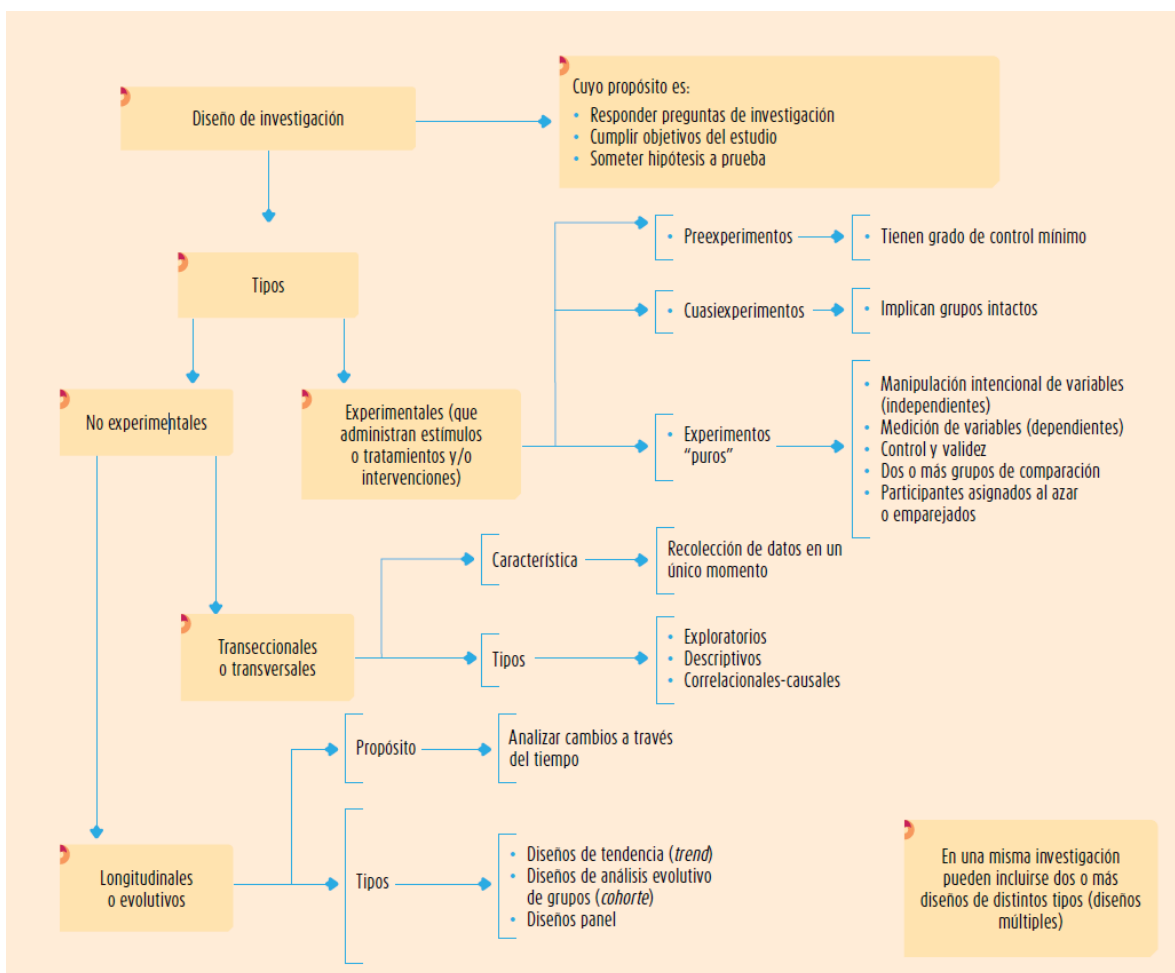 Diseño de investigación
Cuyo propósito es:
• Responder preguntas de investigación
• Cumplir objetivos del estudio
• Someter hipótesis a prueba
Tipos
• Preexperimentos
• Tienen grado de control mínimo
• Cuasiexperimentos
• Implican grupos intactos
No experimentales
Experimentales (que
administran estímulos
o tratamientos y/o
intervenciones)
• Experimentos
“puros”
• Manipulación intencional de variables
(independientes)
• Medición de variables (dependientes)
• Control y validez
• Dos o más grupos de comparación
• Participantes asignados al azar
o emparejados
Transeccionales
o transversales
Característica
Recolección de datos en un
único momento
Tipos
• Exploratorios
• Descriptivos
• Correlacionales-causales
Longitudinales
o evolutivos
Propósito
Analizar cambios a través
del tiempo
Tipos
• Diseños de tendencia (trend)
• Diseños de análisis evolutivo
de grupos (cohorte)
• Diseños panel
En una misma investigación
pueden incluirse dos o más
diseños de distintos tipos (diseños
múltiples)